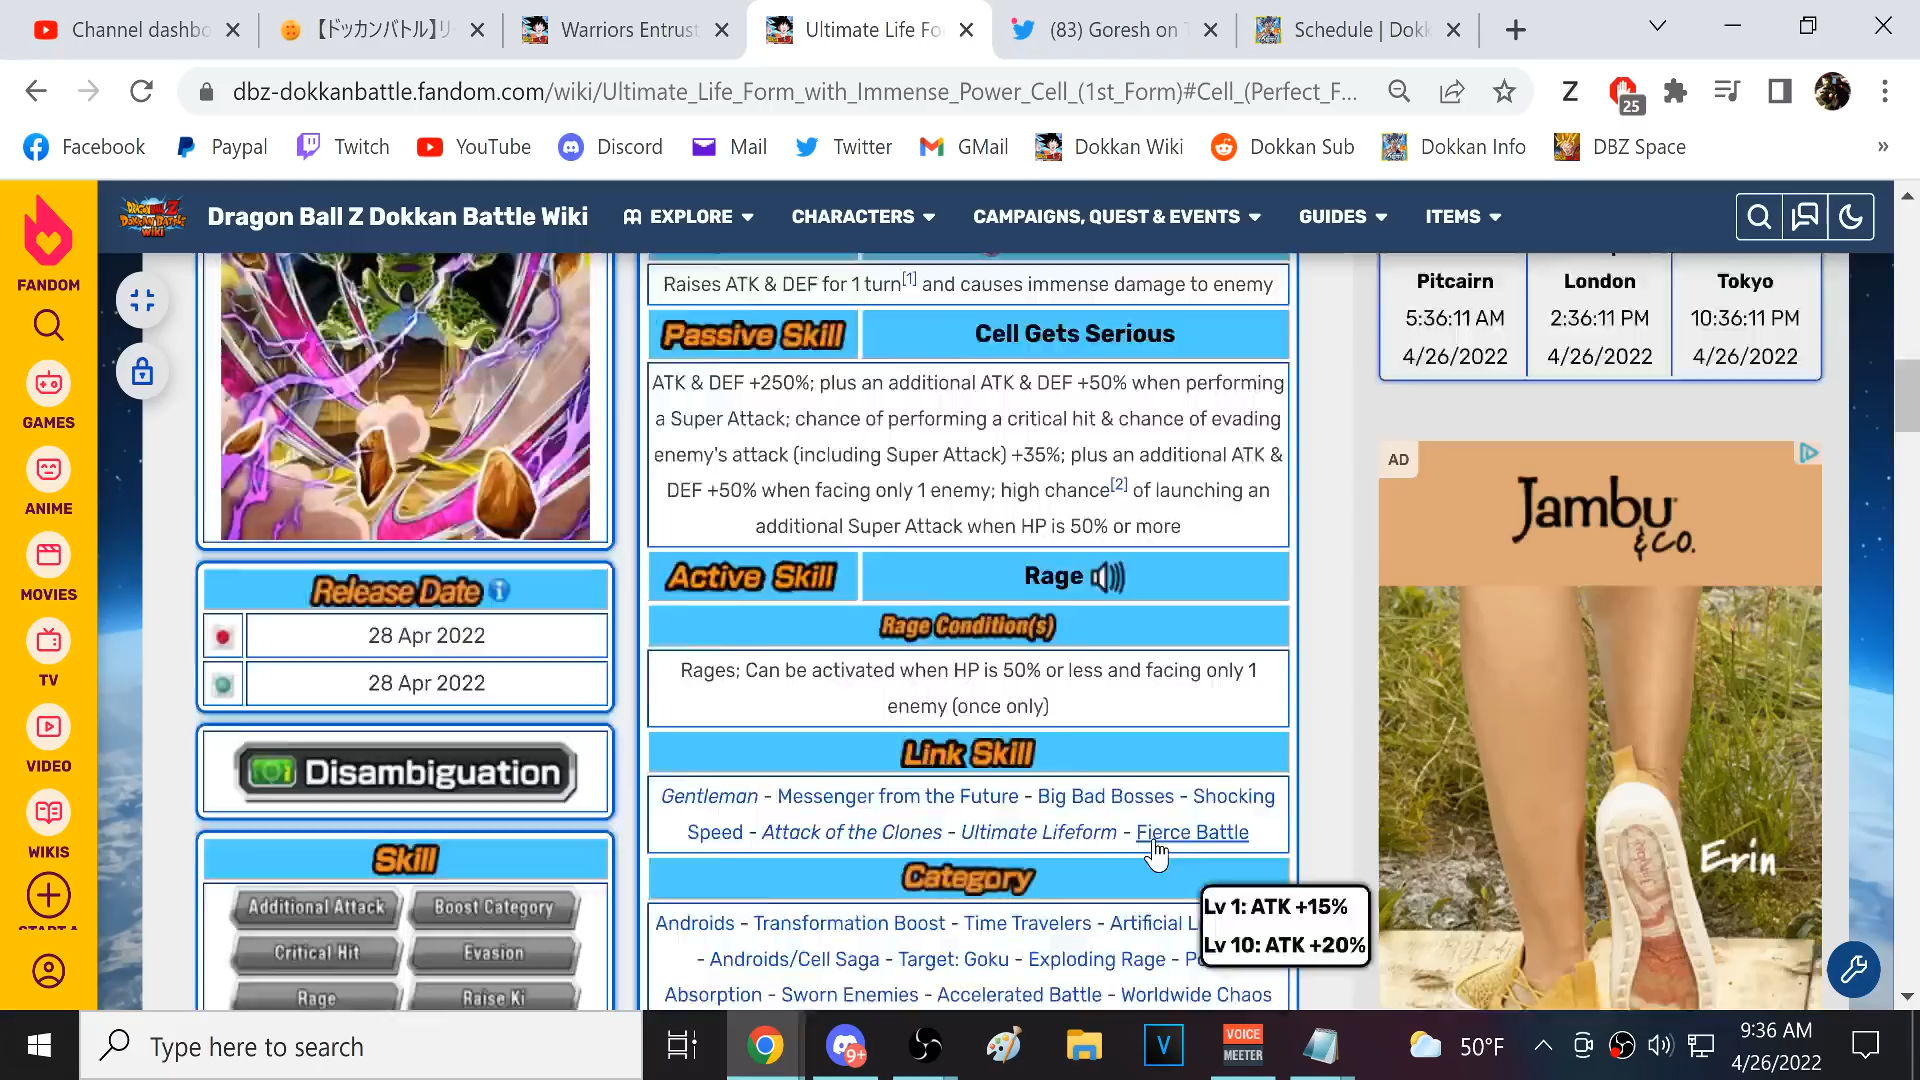 Channel dashbo
【ドッカンバトル】リ
Warriors Entrust
Ultimate Life Fo
(83) Goresh on T
Schedule | Dokk
dbz-dokkanbattle.fandom.com/wiki/Ultimate_Life_Form_with_Immense_Power_Cell_(1st_Form)#Cell_(Perfect_F...
Z
25
Facebook
Paypal
Twitch
YouTube
Discord
Mail
Twitter
GMail
Dokkan Wiki
Dokkan Sub
Dokkan Info
DBZ Space
»
Dragon Ball Z Dokkan Battle Wiki
EXPLORE
CHARACTERS
CAMPAIGNS, QUEST & EVENTS
GUIDES
ITEMS
FANDOM
GAMES
ANIME
MOVIES
TV
VIDEO
WIKIS
START A
Release Date
28 Apr 2022
28 Apr 2022
Disambiguation
Skill
Additional Attack
Boost Category
Critical Hit
Evasion
Rage
Raise Ki
Raises ATK & DEF for 1 turn[1] and causes immense damage to enemy
Passive Skill
Cell Gets Serious
ATK & DEF +250%; plus an additional ATK & DEF +50% when performing
a Super Attack; chance of performing a critical hit & chance of evading
enemy's attack (including Super Attack) +35%; plus an additional ATK &
DEF +50% when facing only 1 enemy; high chance[2] of launching an
additional Super Attack when HP is 50% or more
Active Skill
Rage
Rage Condition(s)
Rages; Can be activated when HP is 50% or less and facing only 1
enemy (once only)
Link Skill
Gentleman - Messenger from the Future - Big Bad Bosses - Shocking
Speed - Attack of the Clones - Ultimate Lifeform - Fierce Battle
Category
Androids - Transformation Boost - Time Travelers - Artificial L
- Androids/Cell Saga - Target: Goku - Exploding Rage - P
Absorption - Sworn Enemies - Accelerated Battle - Worldwide Chaos
Lv 1: ATK +15%
Lv 10: ATK +20%
Pitcairn
London
Tokyo
5:36:11 AM
2:36:11 PM
10:36:11 PM
4/26/2022
4/26/2022
4/26/2022
AD
Jambu
& CO.
Erin
Type here to search
9+
V
VOICE
MEETER
50°F
9:36 AM
4/26/2022